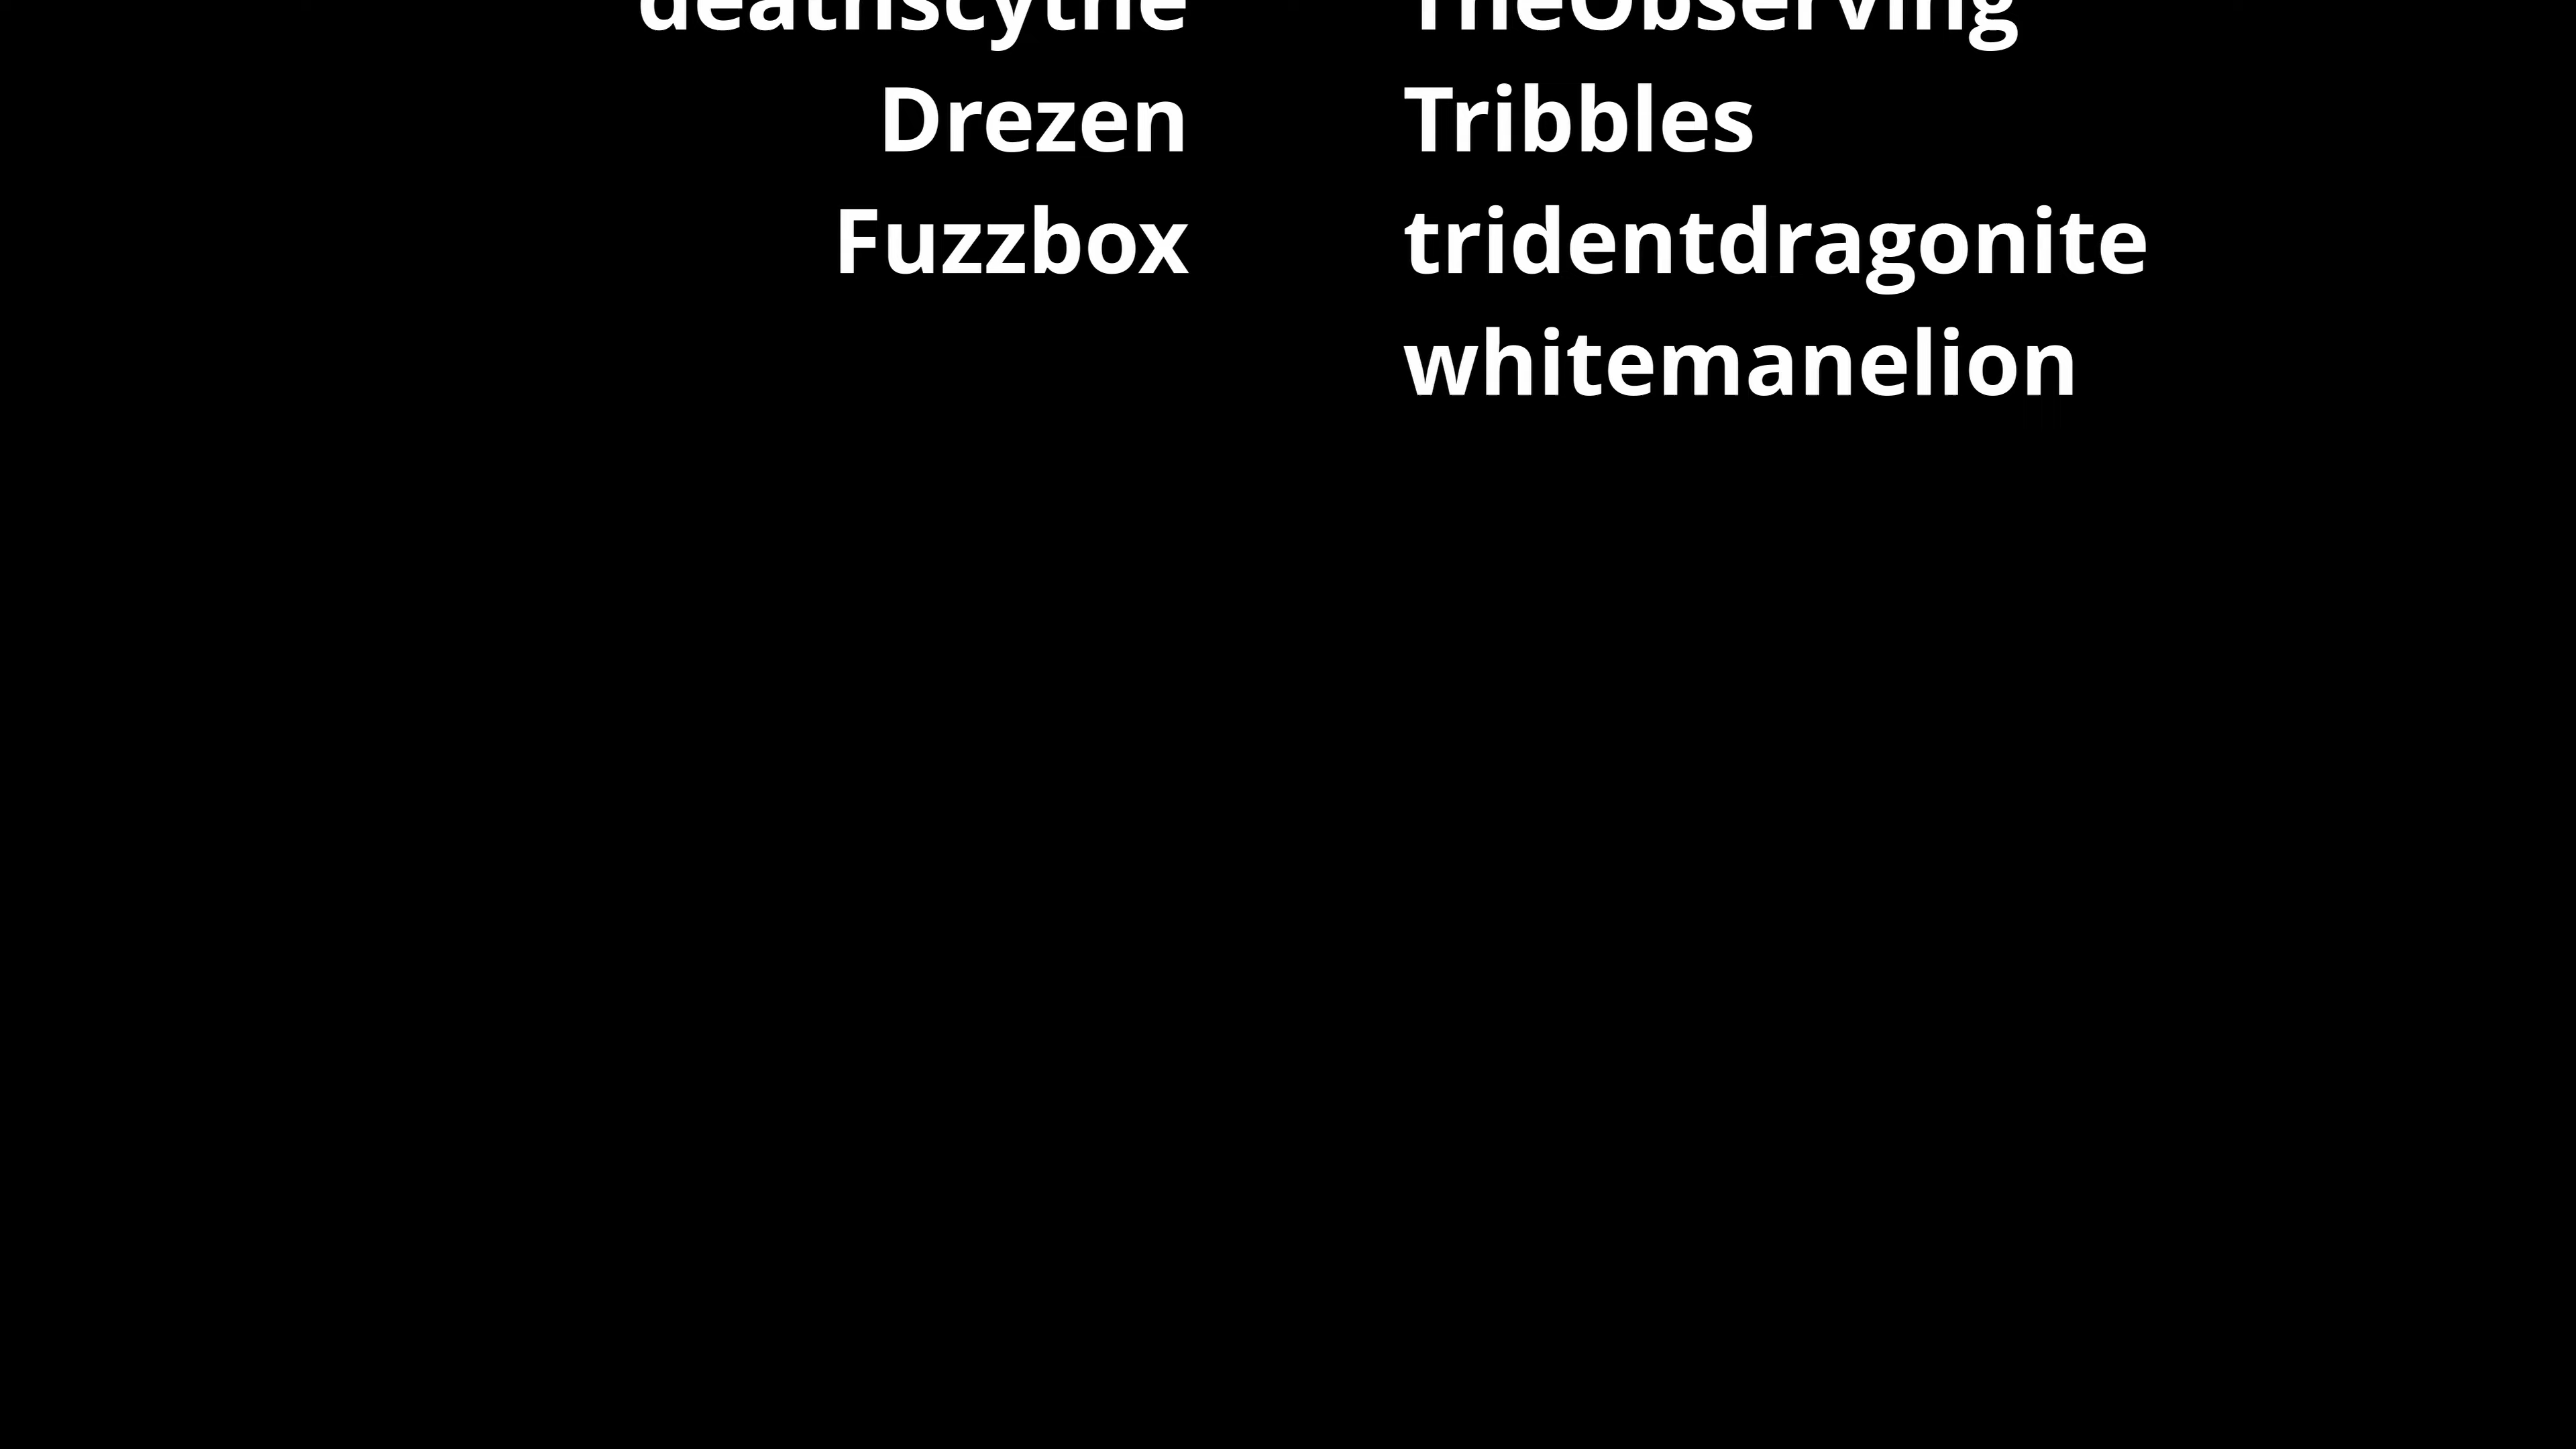 deathscythe
Drezen
Fuzzbox
TheObserving
Tribbles
tridentdragonite
whitemanelion